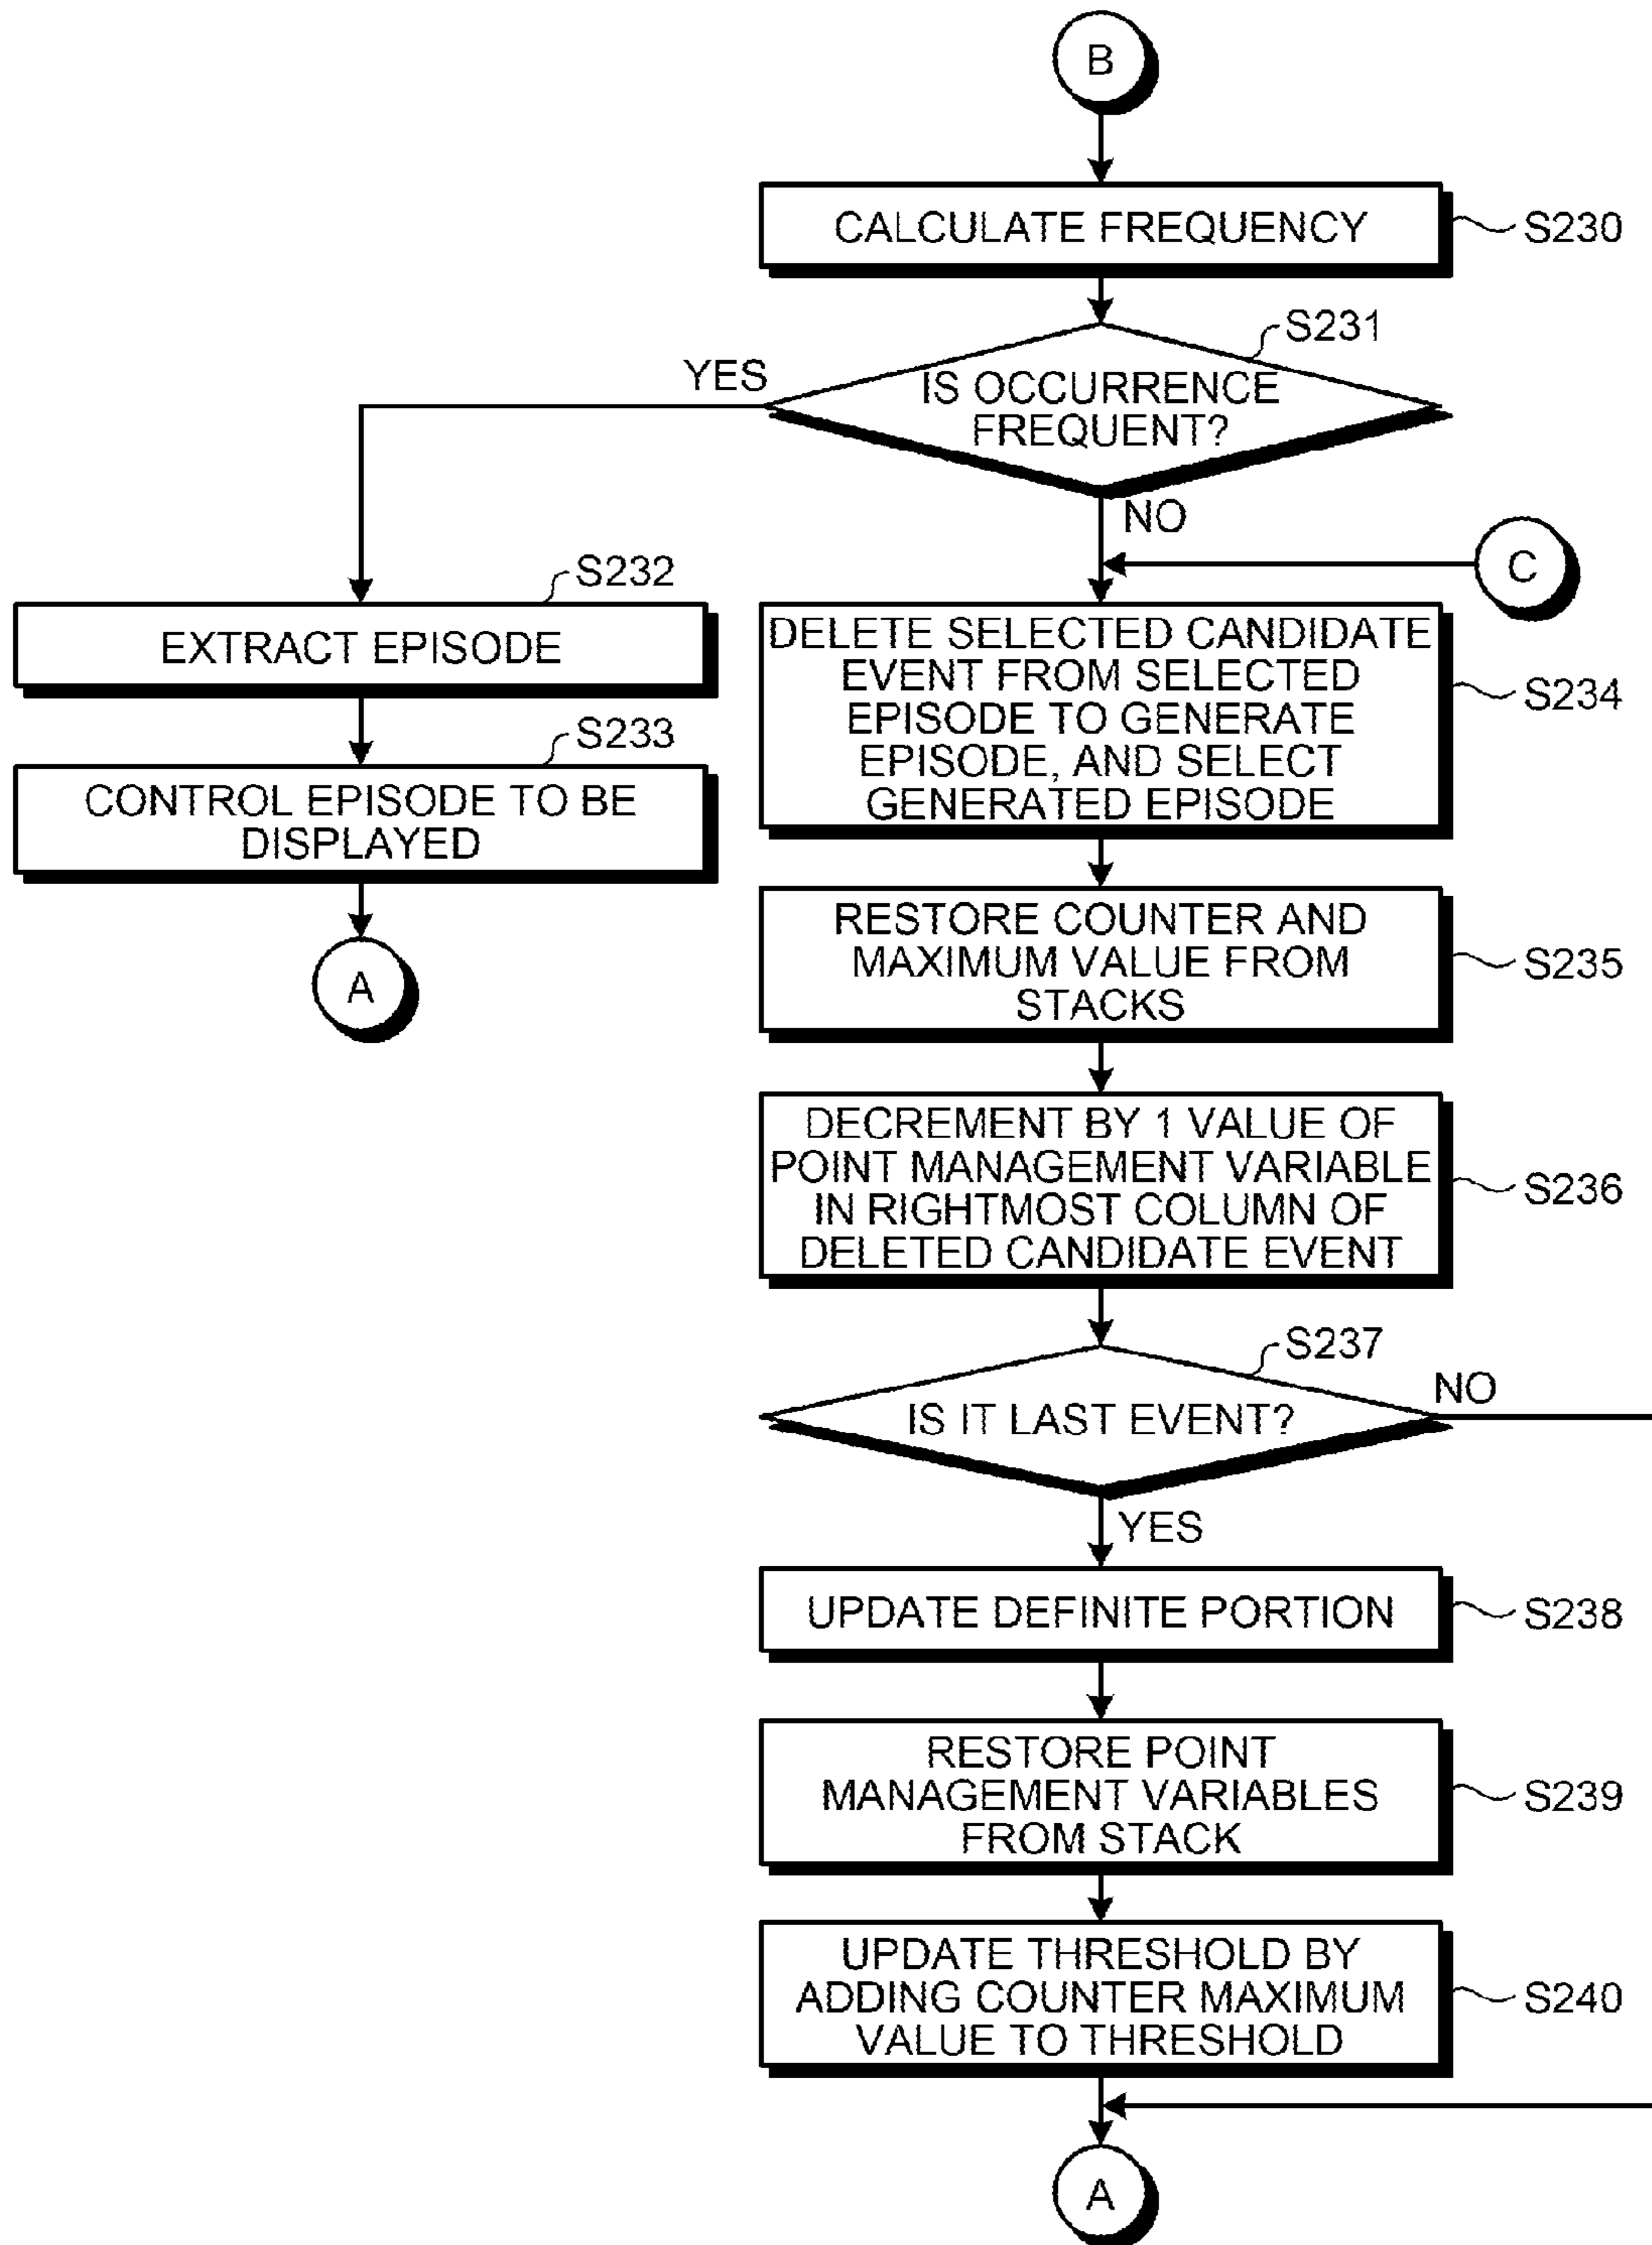 B
CALCULATE FREQUENCY
S230
S231
YES
IS OCCURRENCE
FREQUENT?
NO
C
S232
EXTRACT EPISODE
S233
CONTROL EPISODE TO BE
DISPLAYED
A
DELETE SELECTED CANDIDATE
EVENT FROM SELECTED
EPISODE TO GENERATE
EPISODE, AND SELECT
GENERATED EPISODE
S234
RESTORE COUNTER AND
MAXIMUM VALUE FROM
STACKS
S235
DECREMENT BY 1 VALUE OF
POINT MANAGEMENT VARIABLE
IN RIGHTMOST COLUMN OF
DELETED CANDIDATE EVENT
S236
S237
NO
IS IT LAST EVENT?
YES
UPDATE DEFINITE PORTION
S238
RESTORE POINT
MANAGEMENT VARIABLES
FROM STACK
S239
UPDATE THRESHOLD BY
ADDING COUNTER MAXIMUM
VALUE TO THRESHOLD
S240
A